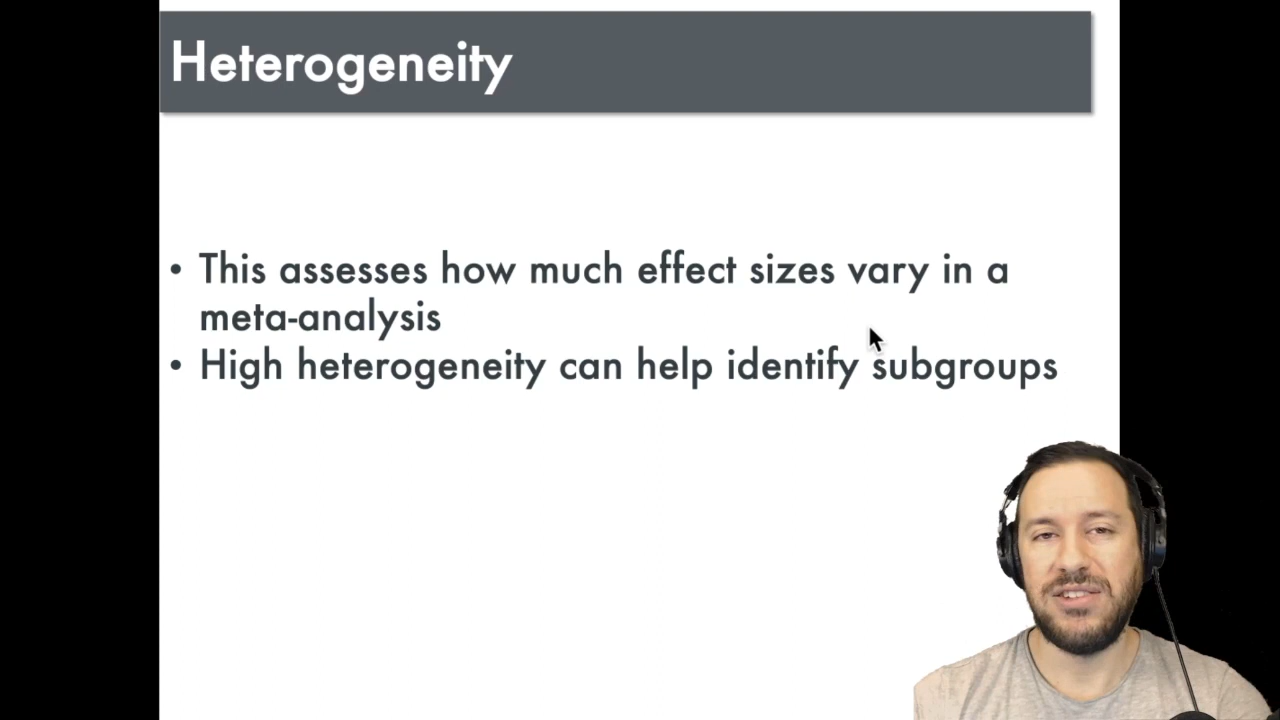 Heterogeneity
• This assesses how much effect sizes vary in a
meta-analysis
• High heterogeneity can help identify subgroups